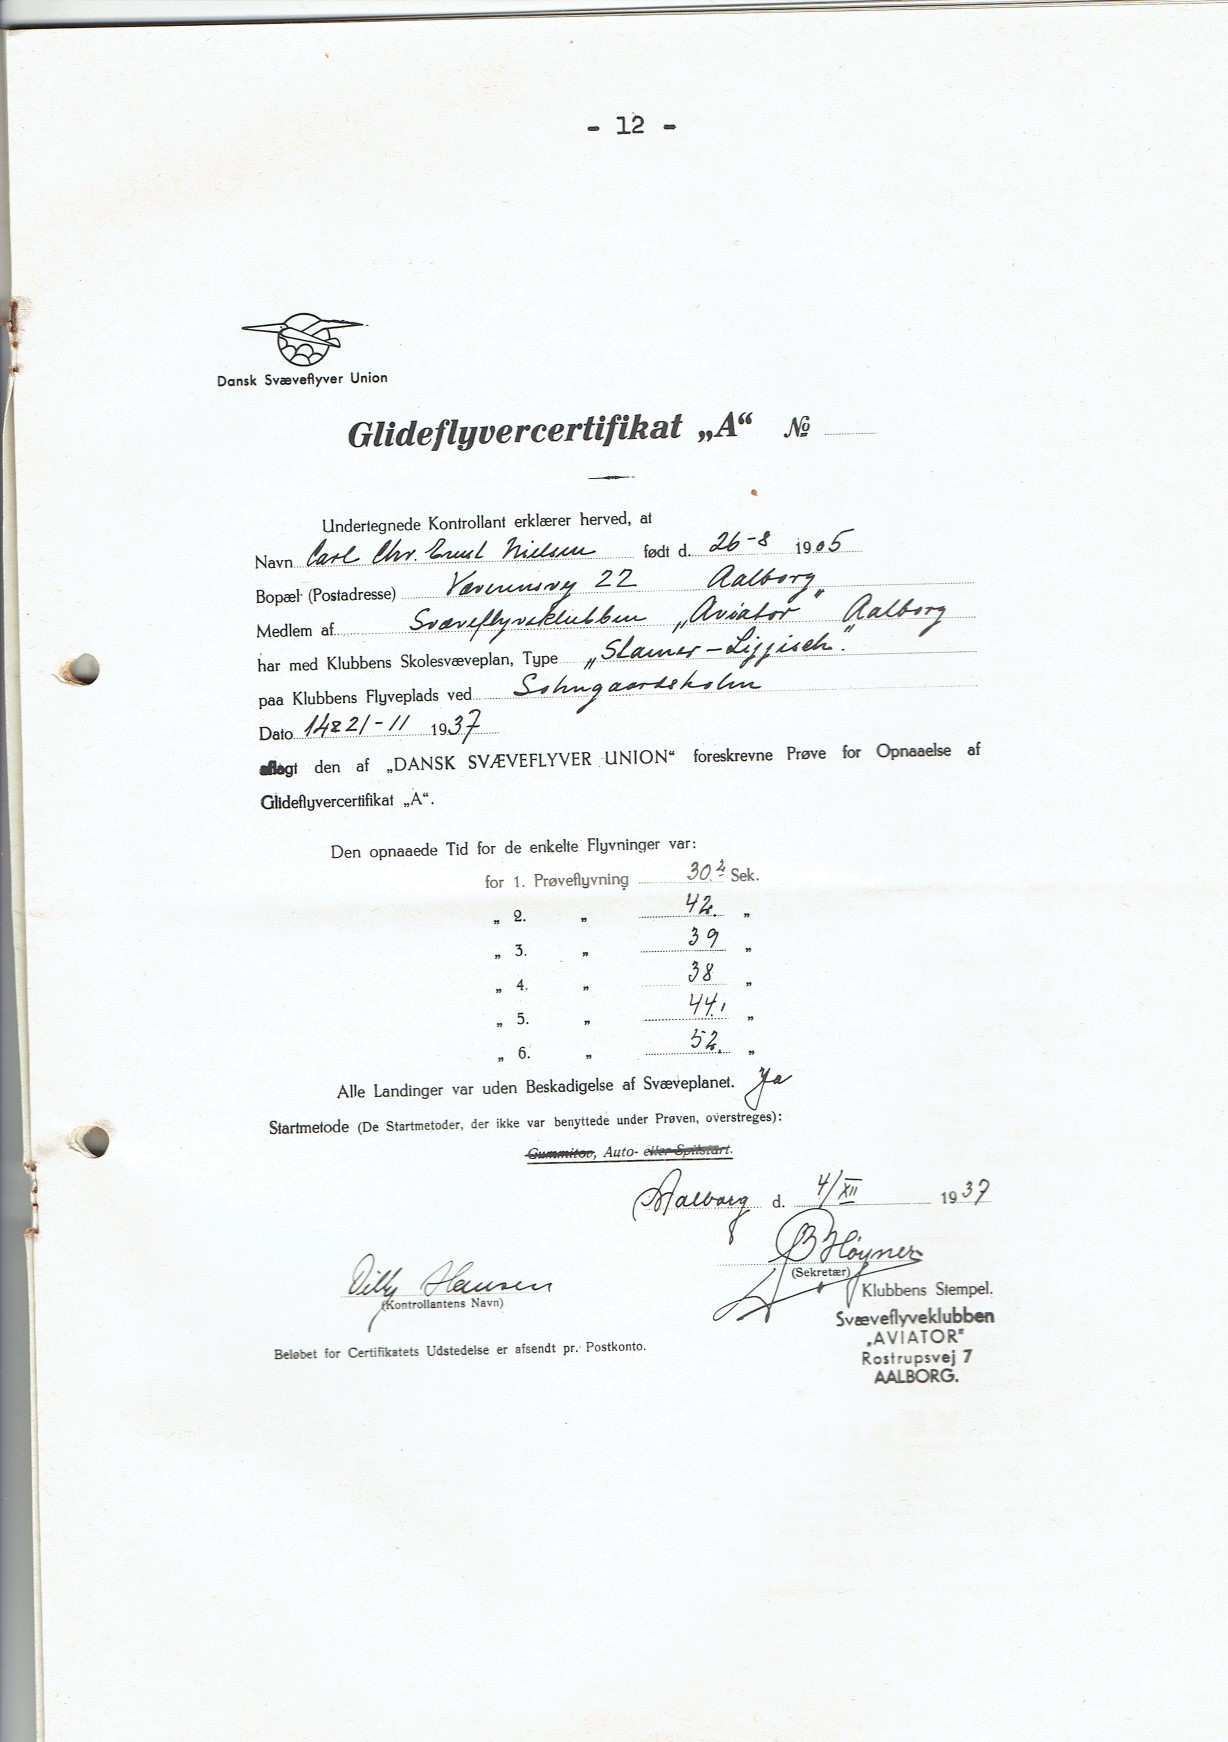 - 12 -
Dansk Svæveflyver Union
Glideflyvercertifikat „A“ No
Undertegnede Kontrollant erklærer herved, at
Navn Carl Chr. Ernst Nielsen født d. 26-8 1905
Bopæl (Postadresse) 22 Aalborg
Medlem af Svæveflyveklubben „Aviator“ Aalborg
har med Klubbens Skolesvæveplan, Type „Stamer-Lippisch“.
paa Klubbens Flyveplads ved Sohngaardsholm
Dato 14 & 21-11 1937
aflagt den af „DANSK SVÆVEFLYVER UNION“ foreskrevne Prøve for Opnaaelse af
Glideflyvercertifikat „A“.
Den opnaaede Tid for de enkelte Flyvninger var:
for 1. Prøveflyvning 30.2 Sek.
„ 2. „ 42. „
„ 3. „ 39 „
„ 4. „ 38 „
„ 5. „ 44. „
„ 6. „ 52. „
Alle Landinger var uden Beskadigelse af Svæveplanet. Ja
Startmetode (De Startmetoder, der ikke var benyttede under Prøven, overstreges):
Gummitov, Auto- eller Spilstart.
Aalborg d. 4/XII 1937
B Höyner
(Sekretær)
Villy Hansen
(Kontrollantens Navn)
Klubbens Stempel.
Svæveflyveklubben
„AVIATOR"
Rostrupsvej 7
AALBORG.
Beløbet for Certifikatets Udstedelse er afsendt pr. Postkonto.